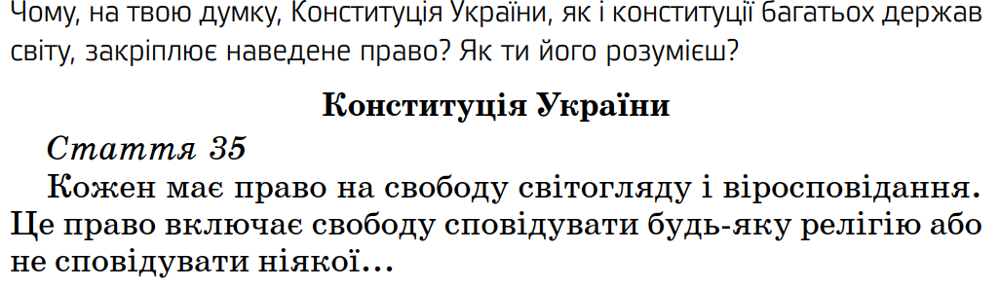 Чому, на твою думку, Конституція України, як і конституції багатьох держав
світу, закріплює наведене право? Як ти його розумієш?
Конституція України
Стаття 35
Кожен має право на свободу світогляду і віросповідання.
Це право включає свободу сповідувати будь-яку релігію або
не сповідувати ніякої...